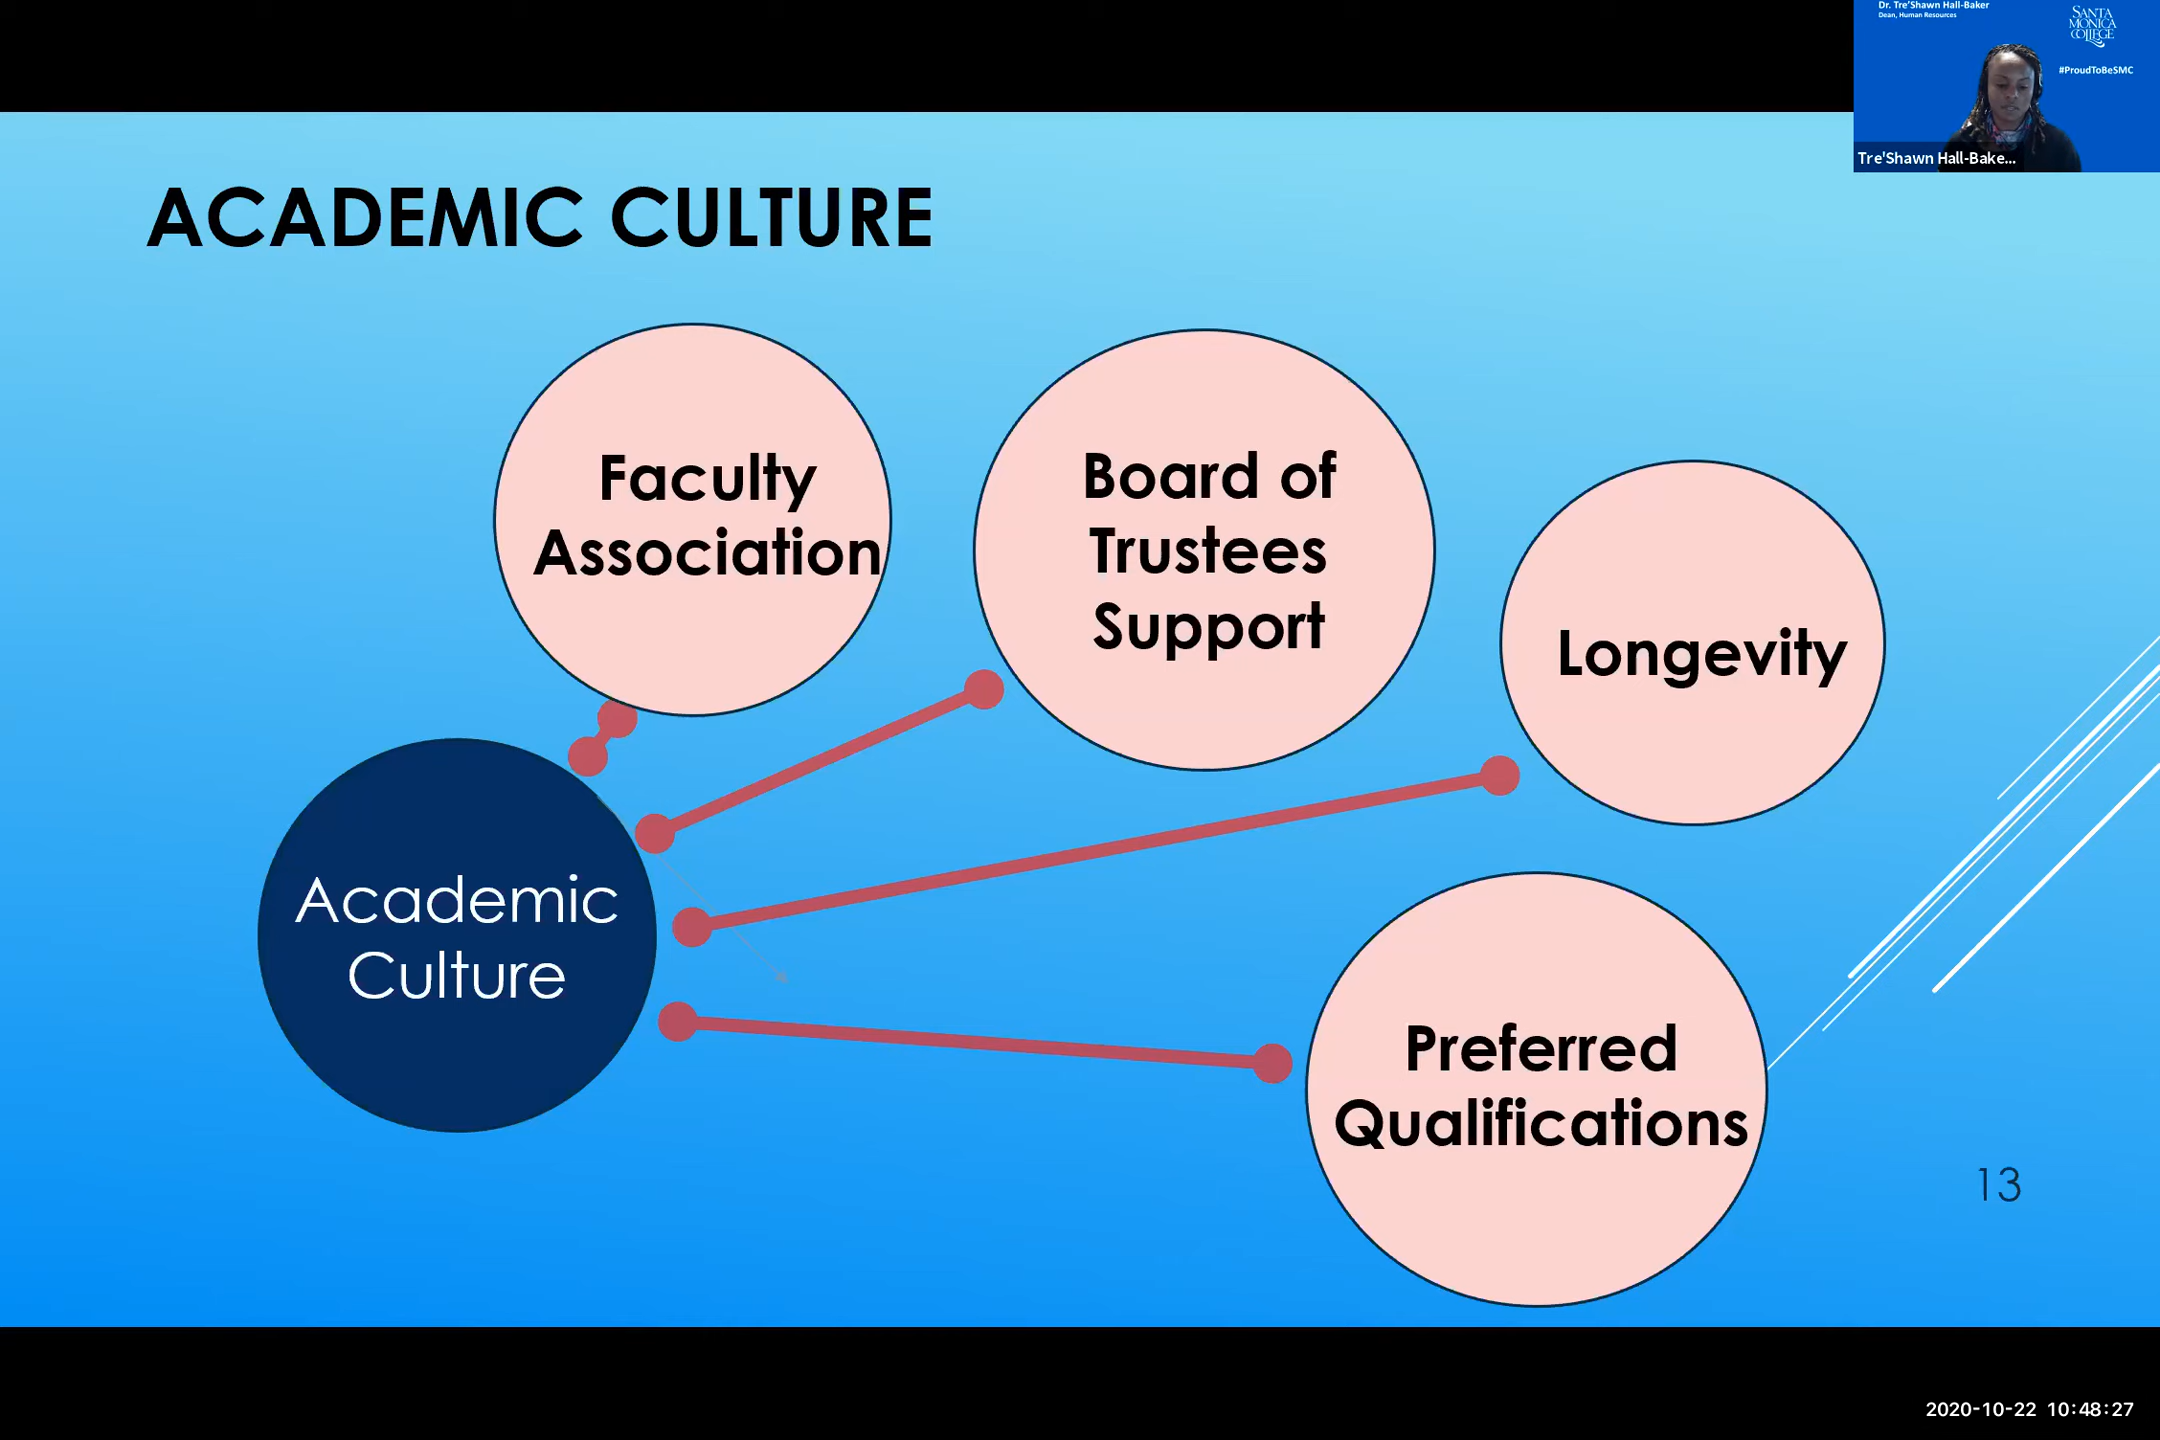 Dr. Tre'Shawn Hall-Baker
Dean, Human Resources
SANTA
MONICA
COLLEGE
#ProudToBeSMC
Tre'Shawn Hall-Bake...
ACADEMIC CULTURE
Faculty
Association
Board of
Trustees
Support
Longevity
Academic
Culture
Preferred
Qualifications
13
2020-10-22 10:48:27